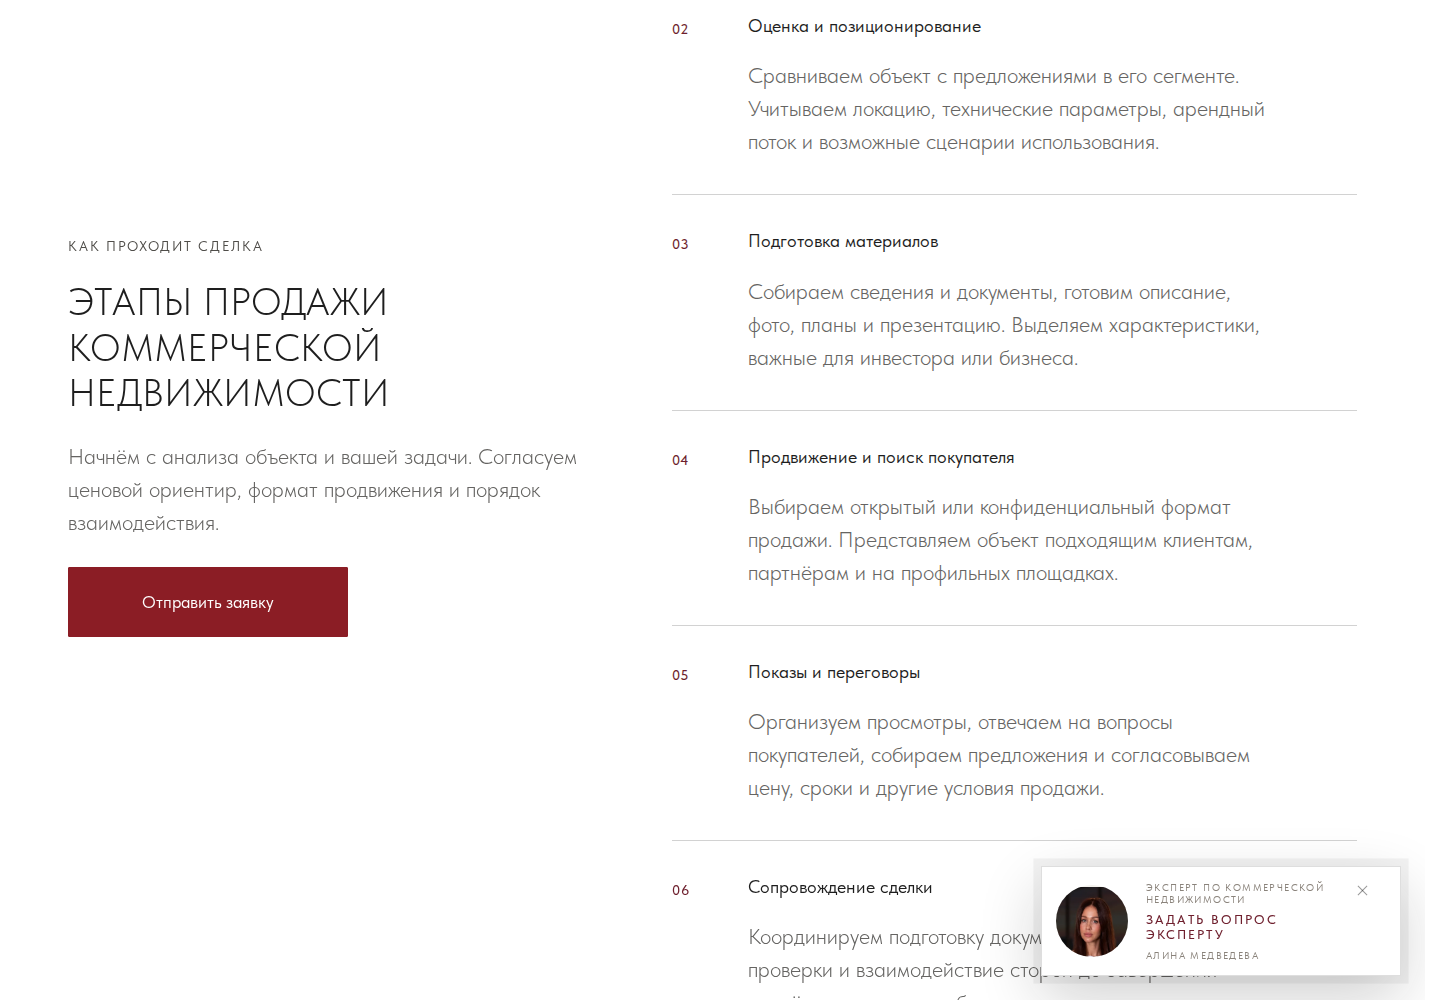 КАК ПРОХОДИТ СДЕЛКА
ЭТАПЫ ПРОДАЖИ
КОММЕРЧЕСКОЙ
НЕДВИЖИМОСТИ
Начнём с анализа объекта и вашей задачи. Согласуем
ценовой ориентир, формат продвижения и порядок
взаимодействия.
Отправить заявку
02
Оценка и позиционирование
Сравниваем объект с предложениями в его сегменте.
Учитываем локацию, технические параметры, арендный
поток и возможные сценарии использования.
03
Подготовка материалов
Собираем сведения и документы, готовим описание,
фото, планы и презентацию. Выделяем характеристики,
важные для инвестора или бизнеса.
04
Продвижение и поиск покупателя
Выбираем открытый или конфиденциальный формат
продажи. Представляем объект подходящим клиентам,
партнёрам и на профильных площадках.
05
Показы и переговоры
Организуем просмотры, отвечаем на вопросы
покупателей, собираем предложения и согласовываем
цену, сроки и другие условия продажи.
06
Сопровождение сделки
Координируем подготовку
проверки и взаимодействие
ЭКСПЕРТ ПО КОММЕРЧЕСКОЙ
НЕДВИЖИМОСТИ
ЗАДАТЬ ВОПРОС
ЭКСПЕРТУ
АЛИНА МЕДВЕДЕВА